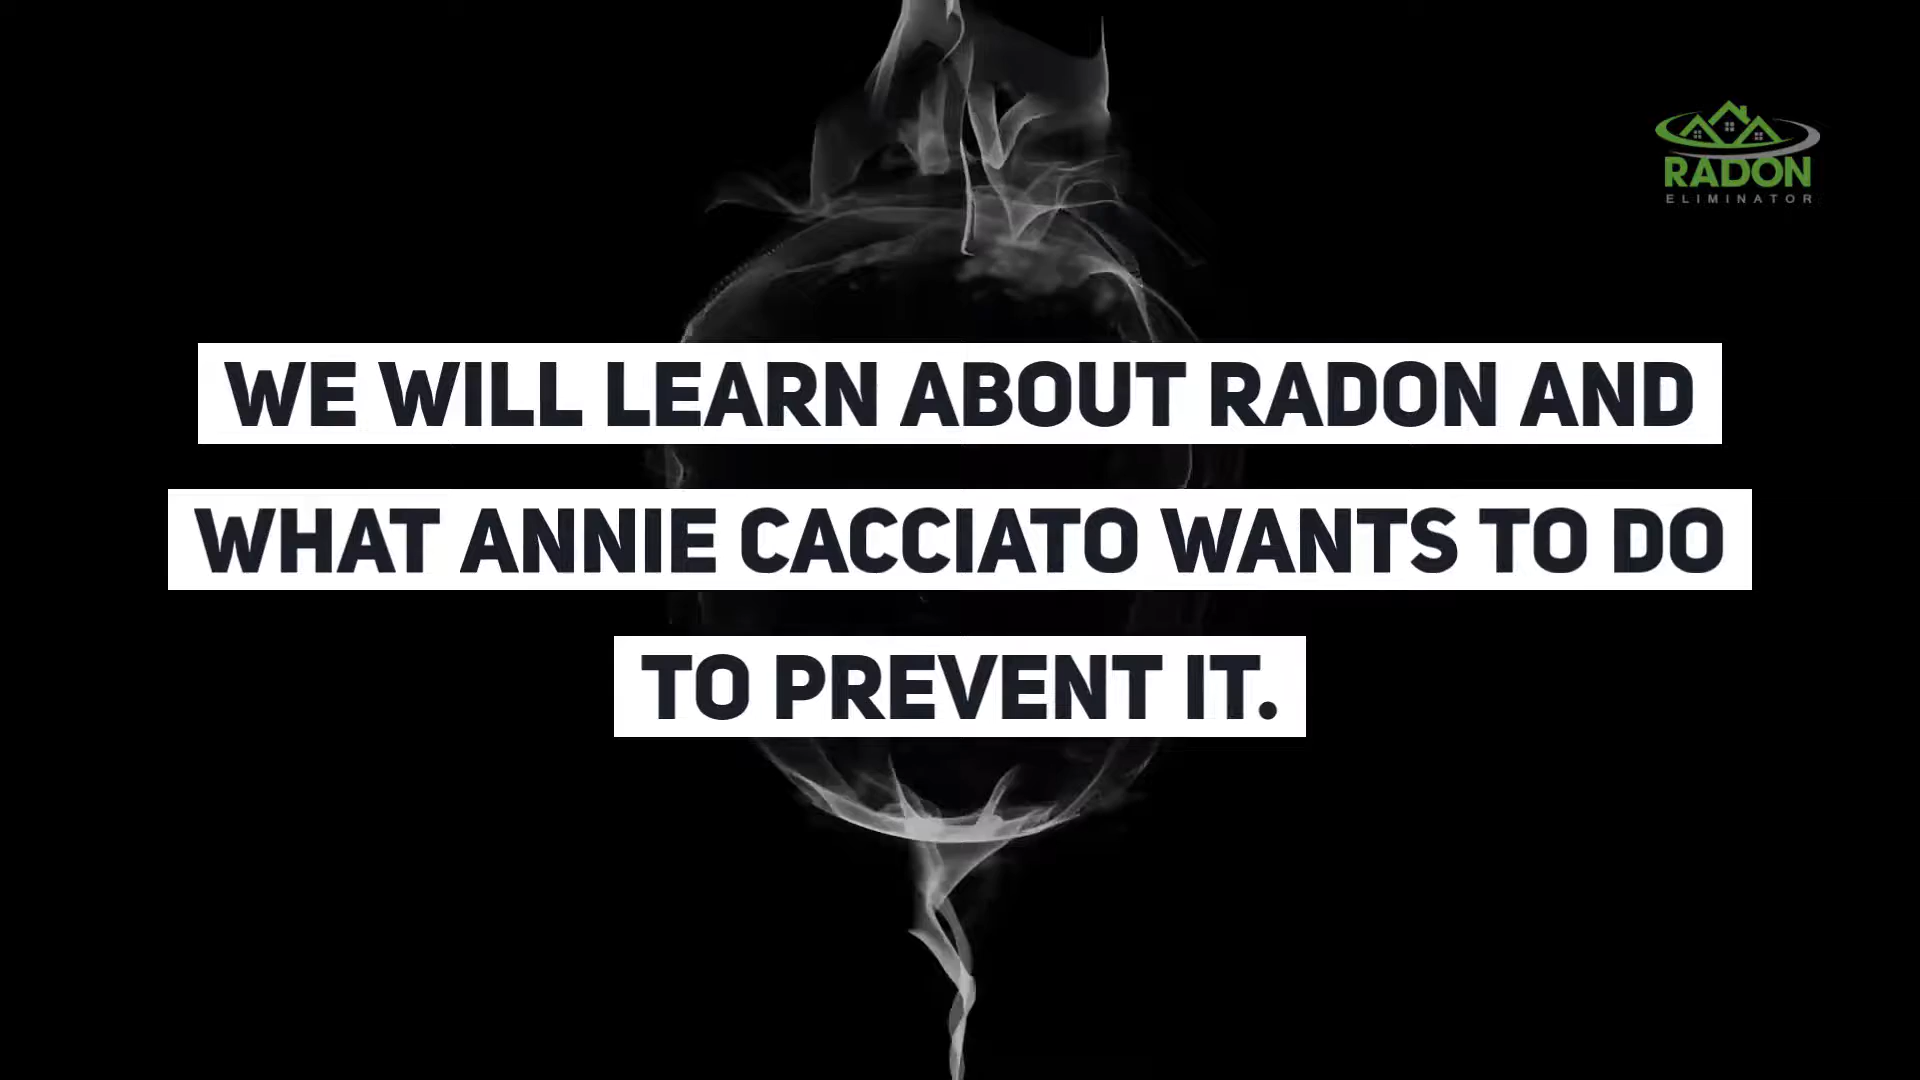 RADON
ELIMINATOR
WE WILL LEARN ABOUT RADON AND
WHAT ANNIE CACCIATO WANTS TO DO
TO PREVENT IT.